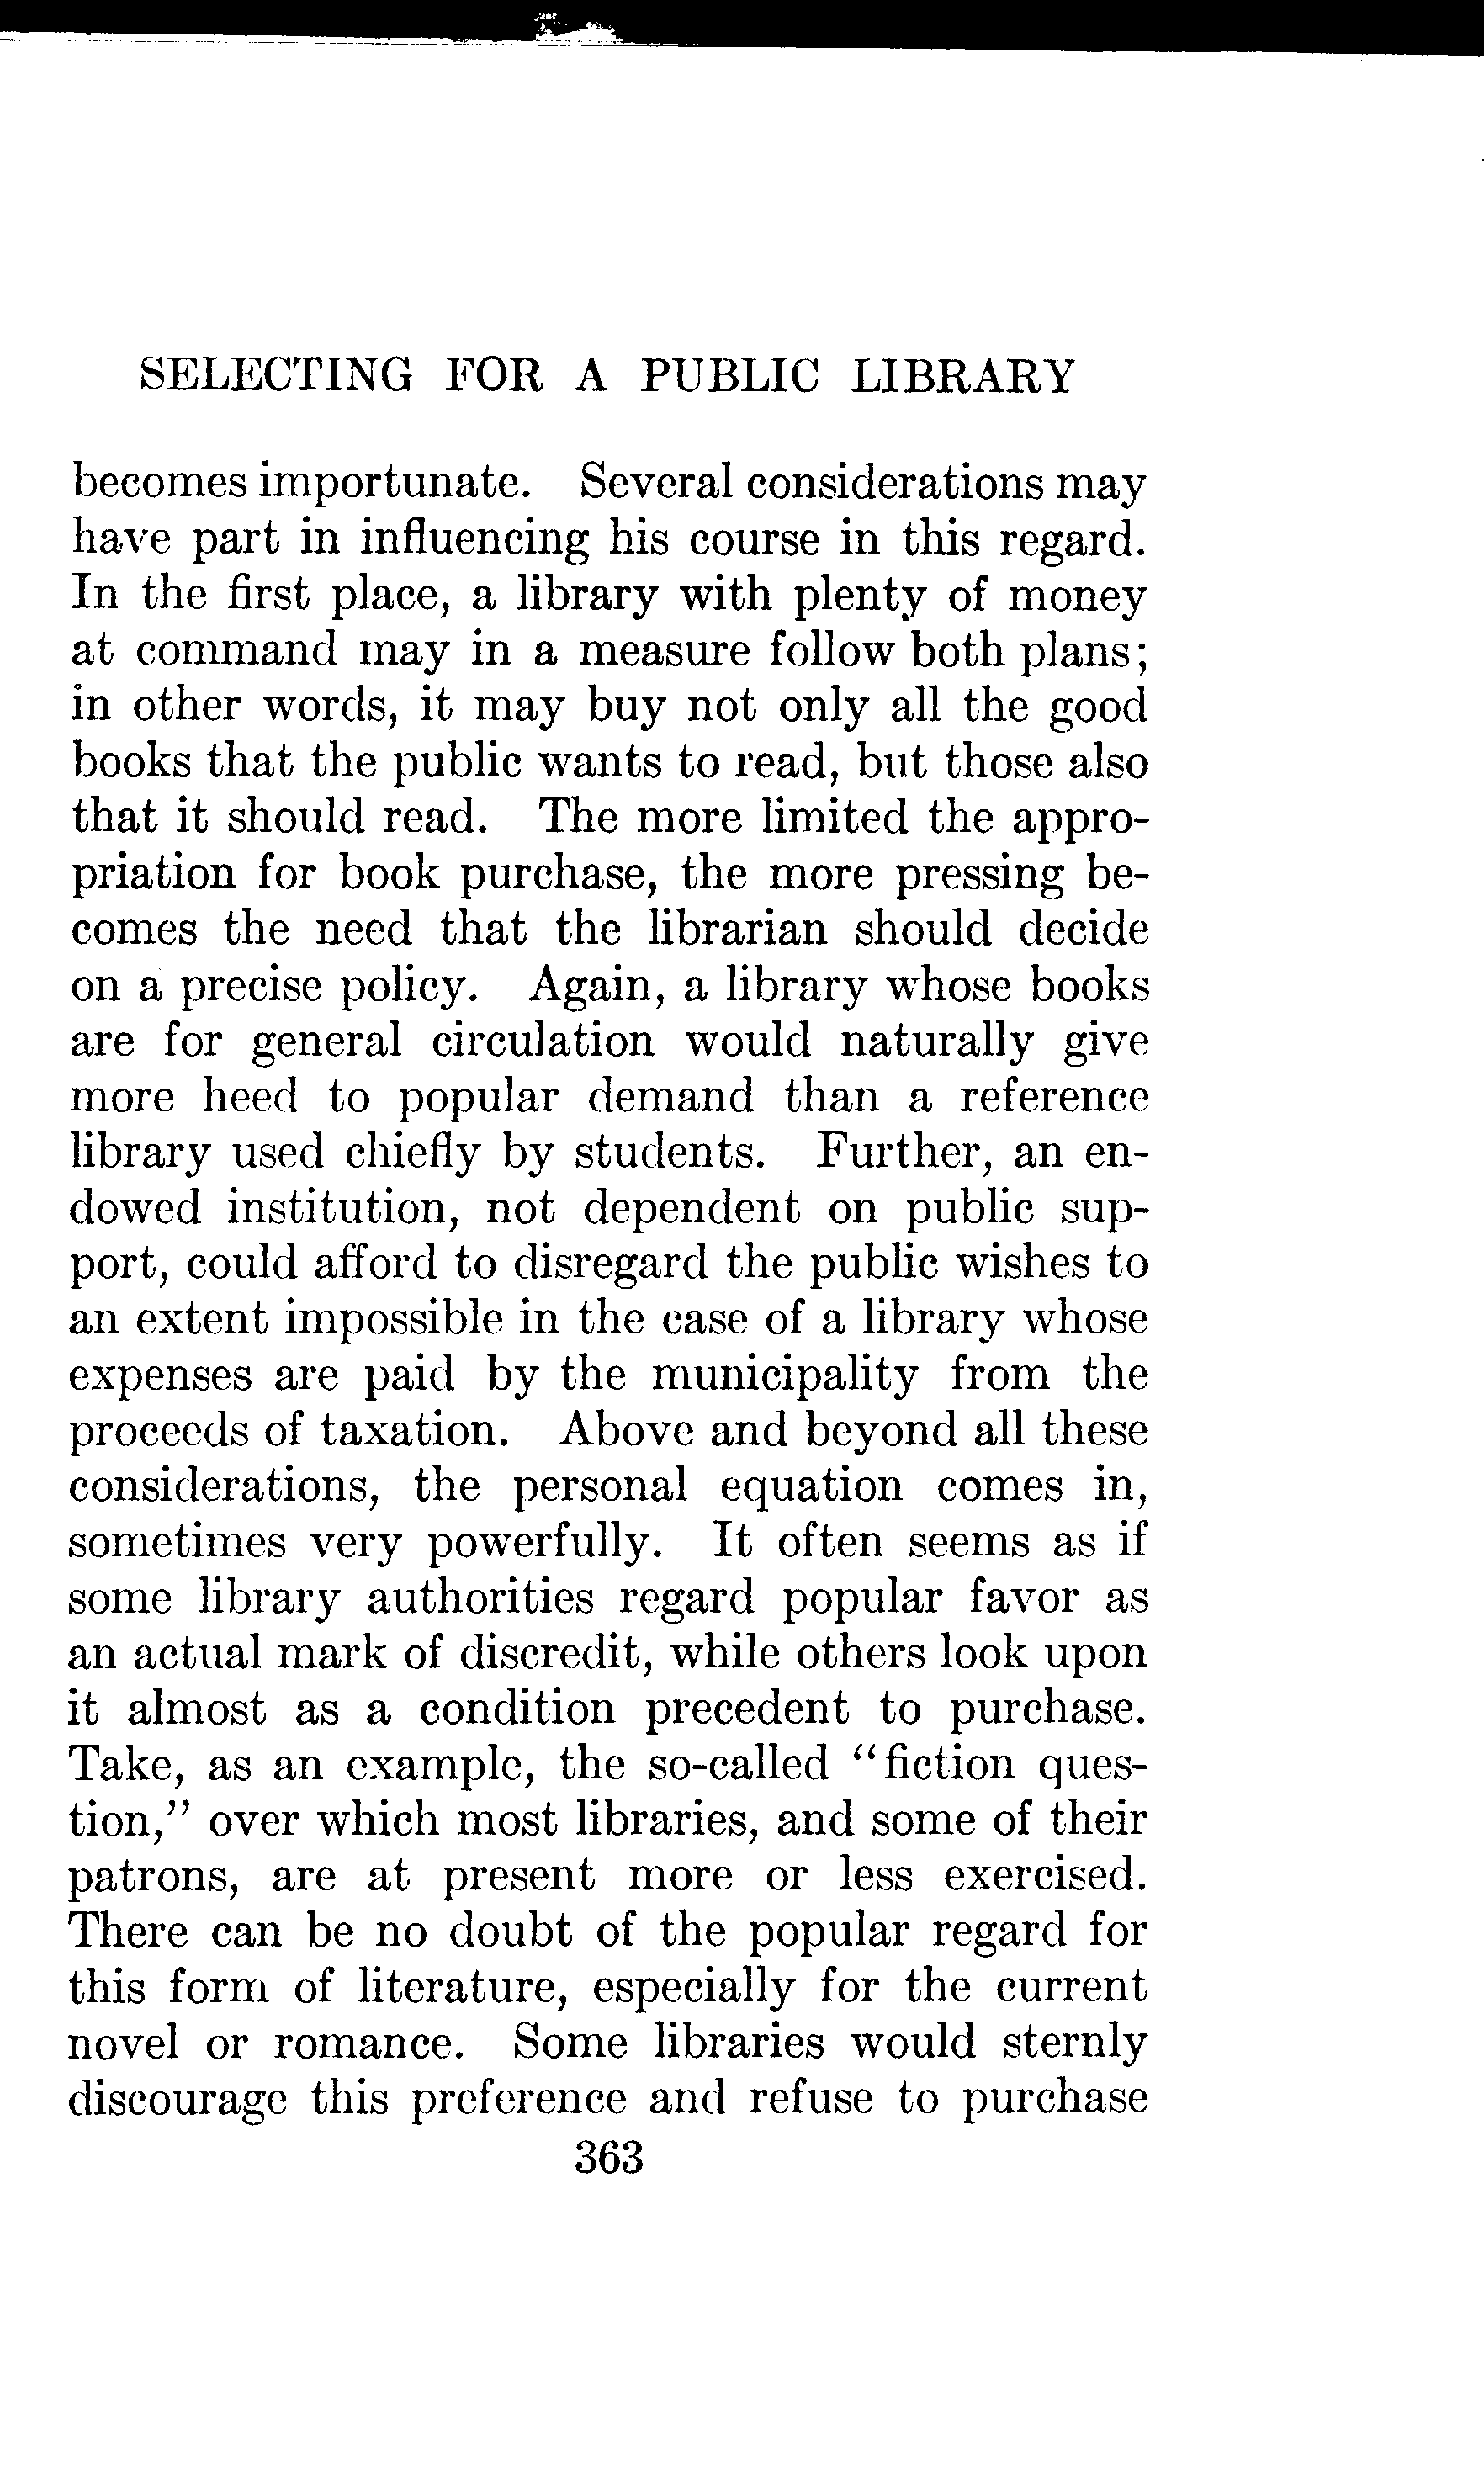 SELECTING FOR A PUBLIC LIBRARY
becomes importunate. Several considerations may
have part in influencing his course in this regard.
In the first place, a library with plenty of money
at command may in a measure follow both plans;
in other words, it may buy not only all the good
books that the public wants to read, but those also
that it should read. The more limited the appro-
priation for book purchase, the more pressing be-
comes the need that the librarian should decide
on a precise policy. Again, a library whose books
are for general circulation would naturally give
more heed to popular demand than a reference
library used chiefly by students. Further, an en-
dowed institution, not dependent on public sup-
port, could afford to disregard the public wishes to
an extent impossible in the case of a library whose
expenses are paid by the municipality from the
proceeds of taxation. Above and beyond all these
considerations, the personal equation comes in,
sometimes very powerfully. It often seems as if
some library authorities regard popular favor as
an actual mark of discredit, while others look upon
it almost as a condition precedent to purchase.
Take, as an example, the so-called “fiction ques-
tion,” over which most libraries, and some of their
patrons, are at present more or less exercised.
There can be no doubt of the popular regard for
this form of literature, especially for the current
novel or romance. Some libraries would sternly
discourage this preference and refuse to purchase
363